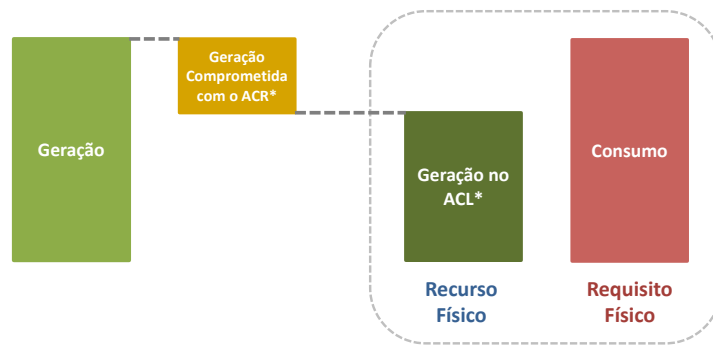 Geração
Geração
Comprometida
com o ACR*
Geração no
ACL*
Consumo
Recurso
Físico
Requisito
Físico